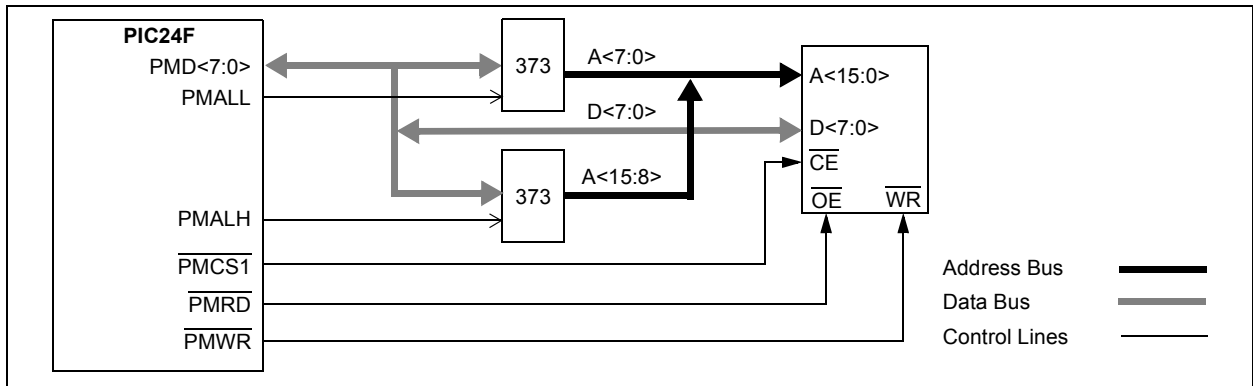 PIC24F
PMD<7:0>
PMALL
PMALH
PMCS1
PMRD
PMWR
373
A<7:0>
D<7:0>
373
A<15:8>
A<15:0>
D<7:0>
CE
OE WR
Address Bus
Data Bus
Control Lines